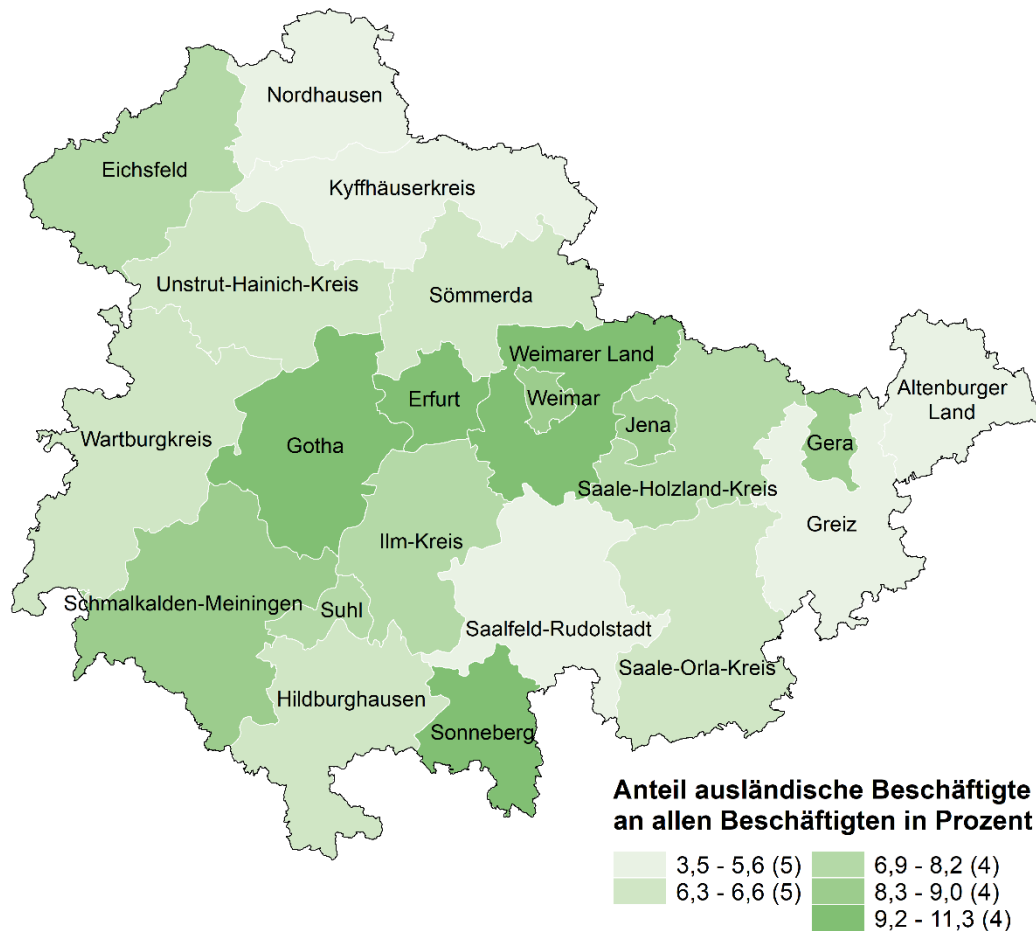 Nordhausen
Eichsfeld
Kyffhäuserkreis
Unstrut-Hainich-Kreis
Sömmerda
Weimarer Land
Altenburger
Land
Erfurt
Weimar
Jena
Wartburgkreis
Gotha
Gera
Saale-Holzland-Kreis
Greiz
Ilm-Kreis
Schmalkalden-Meiningen
Suhl
Saalfeld-Rudolstadt
Saale-Orla-Kreis
Hildburghausen
Sonneberg
Anteil ausländische Beschäftigte
an allen Beschäftigten in Prozent
3,5 - 5,6 (5)
6,3 - 6,6 (5)
6,9 - 8,2 (4)
8,3 - 9,0 (4)
9,2 - 11,3 (4)